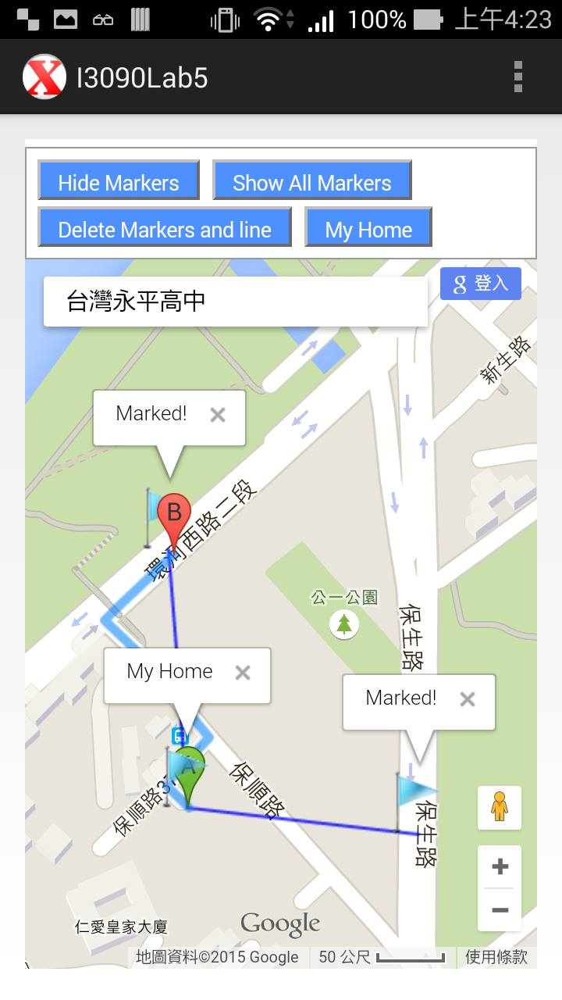 100% 上午4:23
I3090Lab5
Hide Markers Show All Markers
Delete Markers and line My Home
台灣永平高中
g 登入
新生路
Marked!
B
環河西路二段
公一公園
保生路
My Home
Marked!
A
保順路37
保順路
保生路
仁愛皇家大廈
Google
地圖資料©2015 Google 50 公尺 使用條款